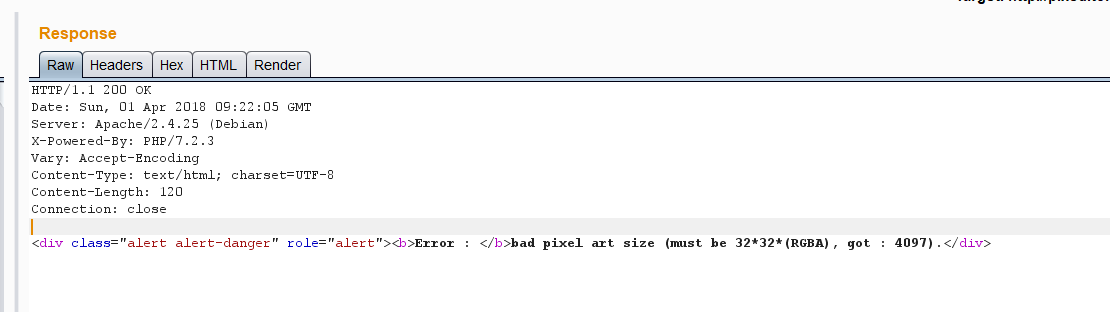 Response
Raw Headers Hex HTML Render
HTTP/1.1 200 OK
Date: Sun, 01 Apr 2018 09:22:05 GMT
Server: Apache/2.4.25 (Debian)
X-Powered-By: PHP/7.2.3
Vary: Accept-Encoding
Content-Type: text/html; charset=UTF-8
Content-Length: 120
Connection: close
<div class="alert alert-danger" role="alert"><b>Error : </b>bad pixel art size (must be 32*32*(RGBA), got : 4097).</div>